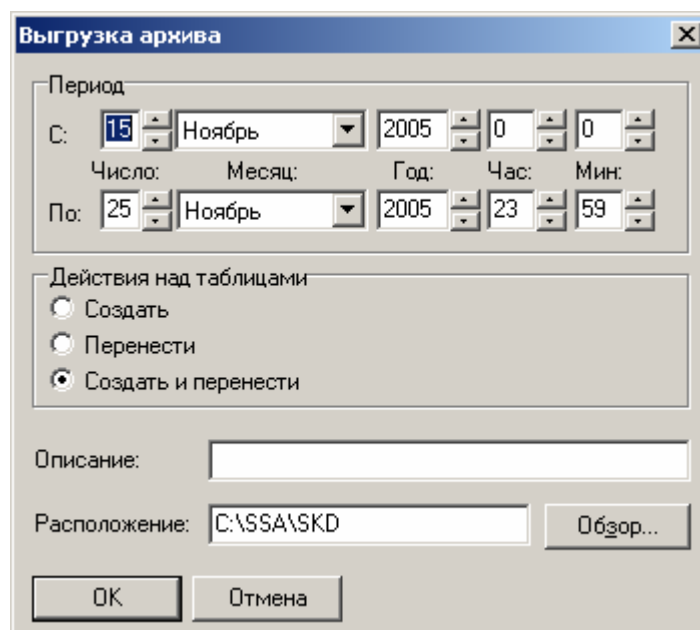 Выгрузка архива
Период
С: 15 Ноябрь 2005 0 0
Число: Месяц: Год: Час: Мин:
По: 25 Ноябрь 2005 23 59
Действия над таблицами
Создать
Перенести
Создать и перенести
Описание:
Расположение: C:\SSA\SKD Обзор...
OK Отмена